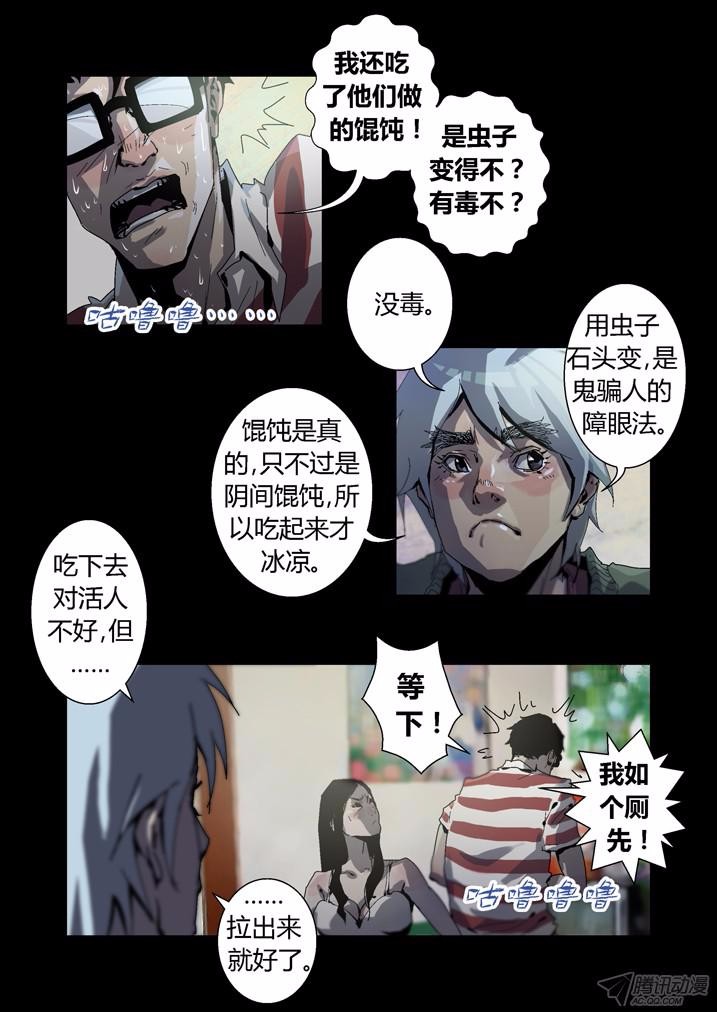 我还吃
了他们做
的馄饨！
是虫子
变得不？
有毒不？
咕噜噜……
没毒。
用虫子
石头变，是
鬼骗人的
障眼法。
馄饨是真
的，只不过是
阴间馄饨，所
以吃起来才
冰凉。
吃下去
对活人
不好，但
……
等
下！
我如
个厕
先！
咕噜噜噜
……
拉出来
就好了。
腾讯动漫